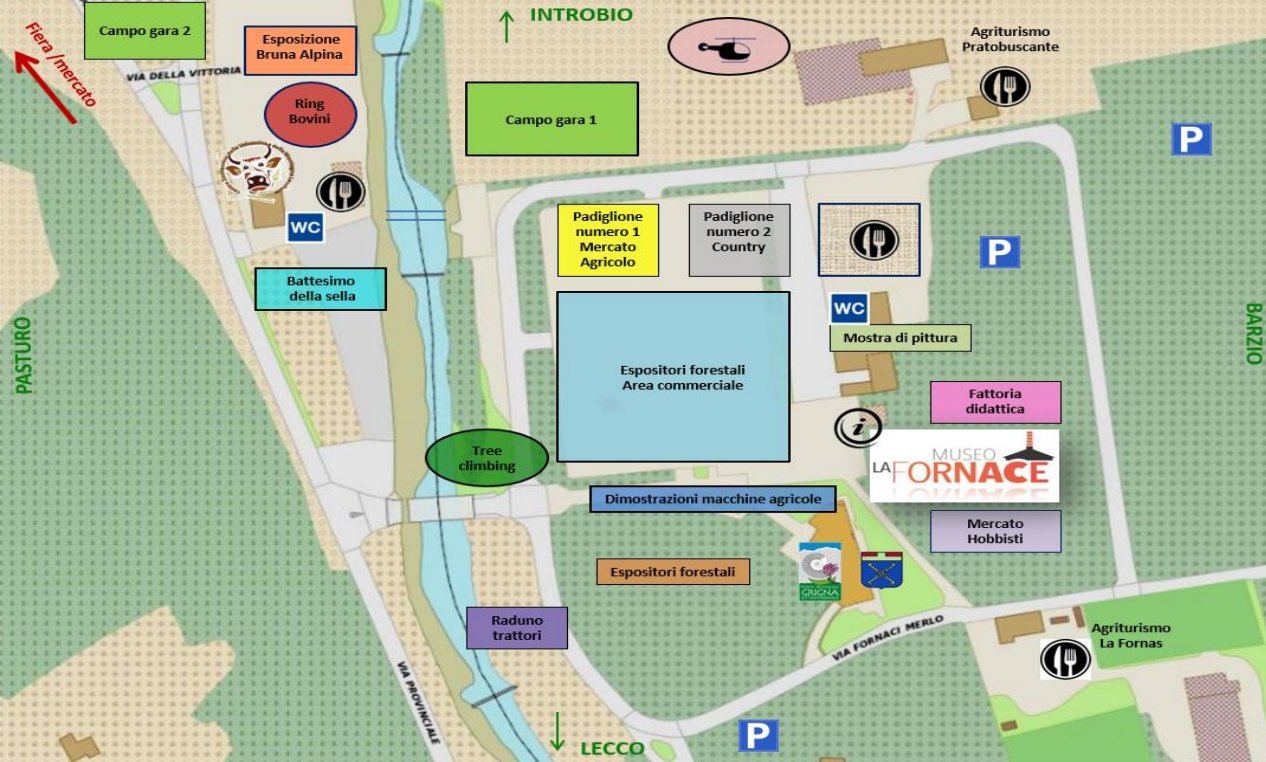 INTROBIO
Campo gara 2
Fiera /mercato
Esposizione
Bruna Alpina
VIA DELLA VITTORIA
Agriturismo
Pratobuscante
Ring
Bovini
Campo gara 1
P
WC
Padiglione
numero 1
Mercato
Agricolo
Padiglione
numero 2
Country
P
Battesimo
della sella
WC
Mostra di pittura
PASTURO
BARZIO
Espositori forestali
Area commerciale
Fattoria
didattica
i
MUSEO
LA FORNACE
Tree
climbing
Dimostrazioni macchine agricole
Mercato
Hobbisti
Espositori forestali
GRIGNA
Raduno
trattori
VIA FORNACI MERLO
Agriturismo
La Fornas
VIA PROVINCIALE
P
LECCO